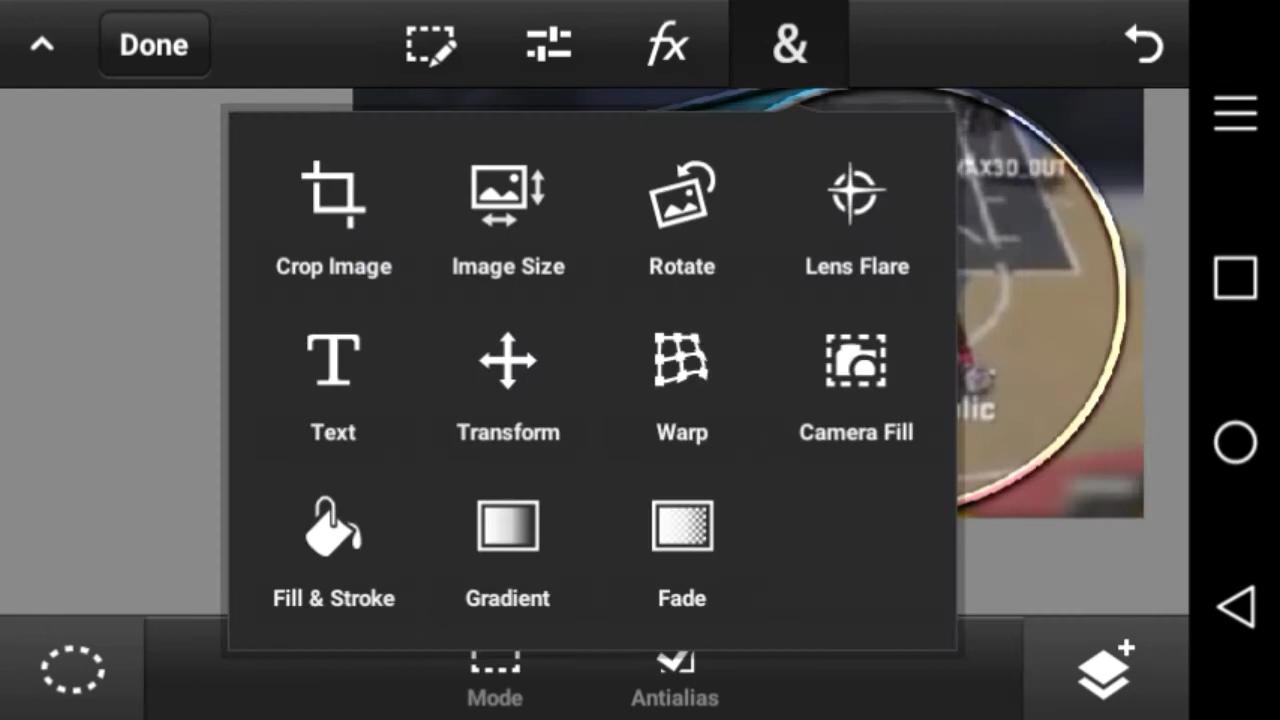 Done fx &
Crop Image Image Size Rotate Lens Flare
Text Transform Warp Camera Fill
Fill & Stroke Gradient Fade
Mode Antialias